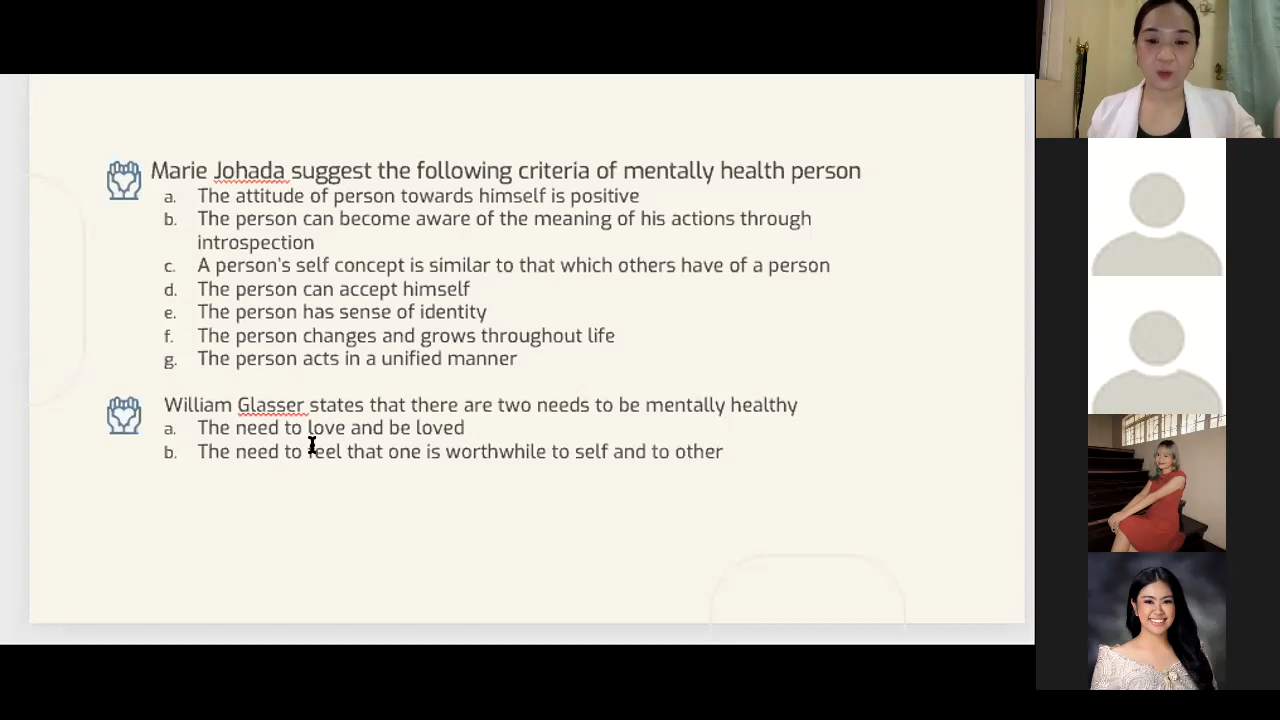 Marie Johada suggest the following criteria of mentally health person
a. The attitude of person towards himself is positive
b. The person can become aware of the meaning of his actions through
introspection
c. A person's self concept is similar to that which others have of a person
d. The person can accept himself
e. The person has sense of identity
f. The person changes and grows throughout life
g. The person acts in a unified manner
William Glasser states that there are two needs to be mentally healthy
a. The need to love and be loved
b. The need to feel that one is worthwhile to self and to other